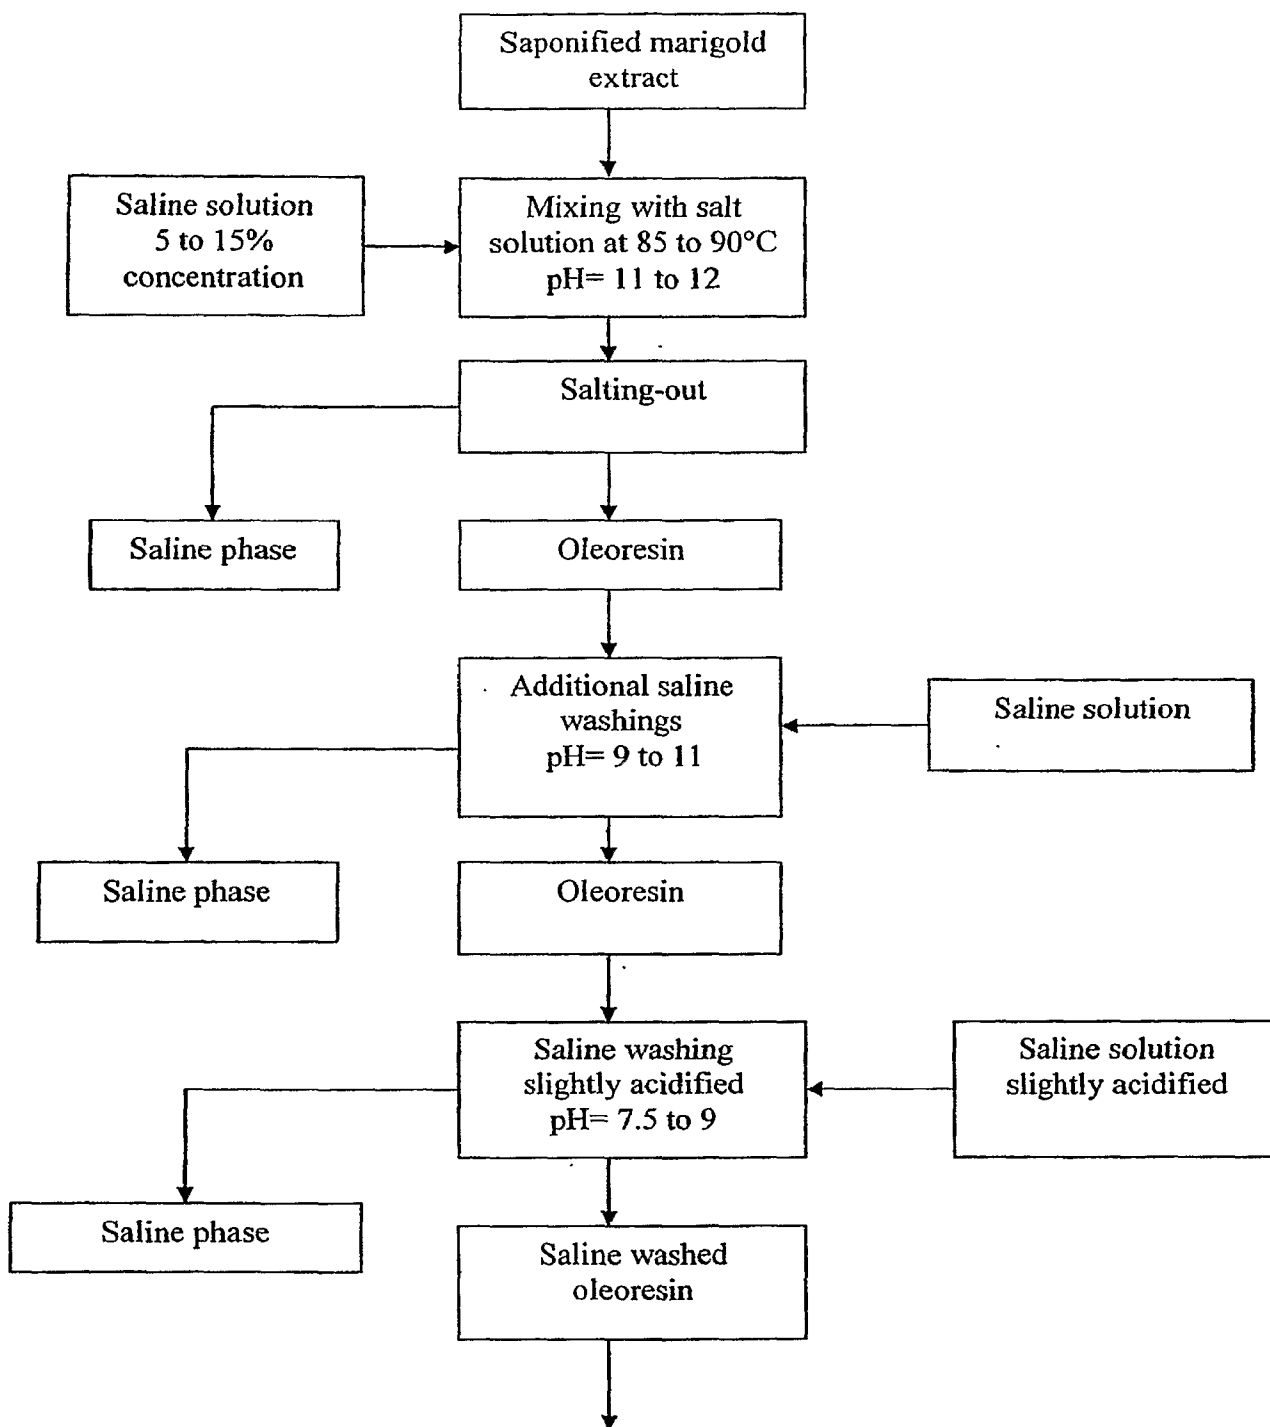 Saponified marigold
extract
Saline solution
5 to 15%
concentration
Mixing with salt
solution at 85 to 90°C
pH= 11 to 12
Salting-out
Saline phase
Oleoresin
Additional saline
washings
pH= 9 to 11
Saline solution
Saline phase
Oleoresin
Saline washing
slightly acidified
pH= 7.5 to 9
Saline solution
slightly acidified
Saline phase
Saline washed
oleoresin